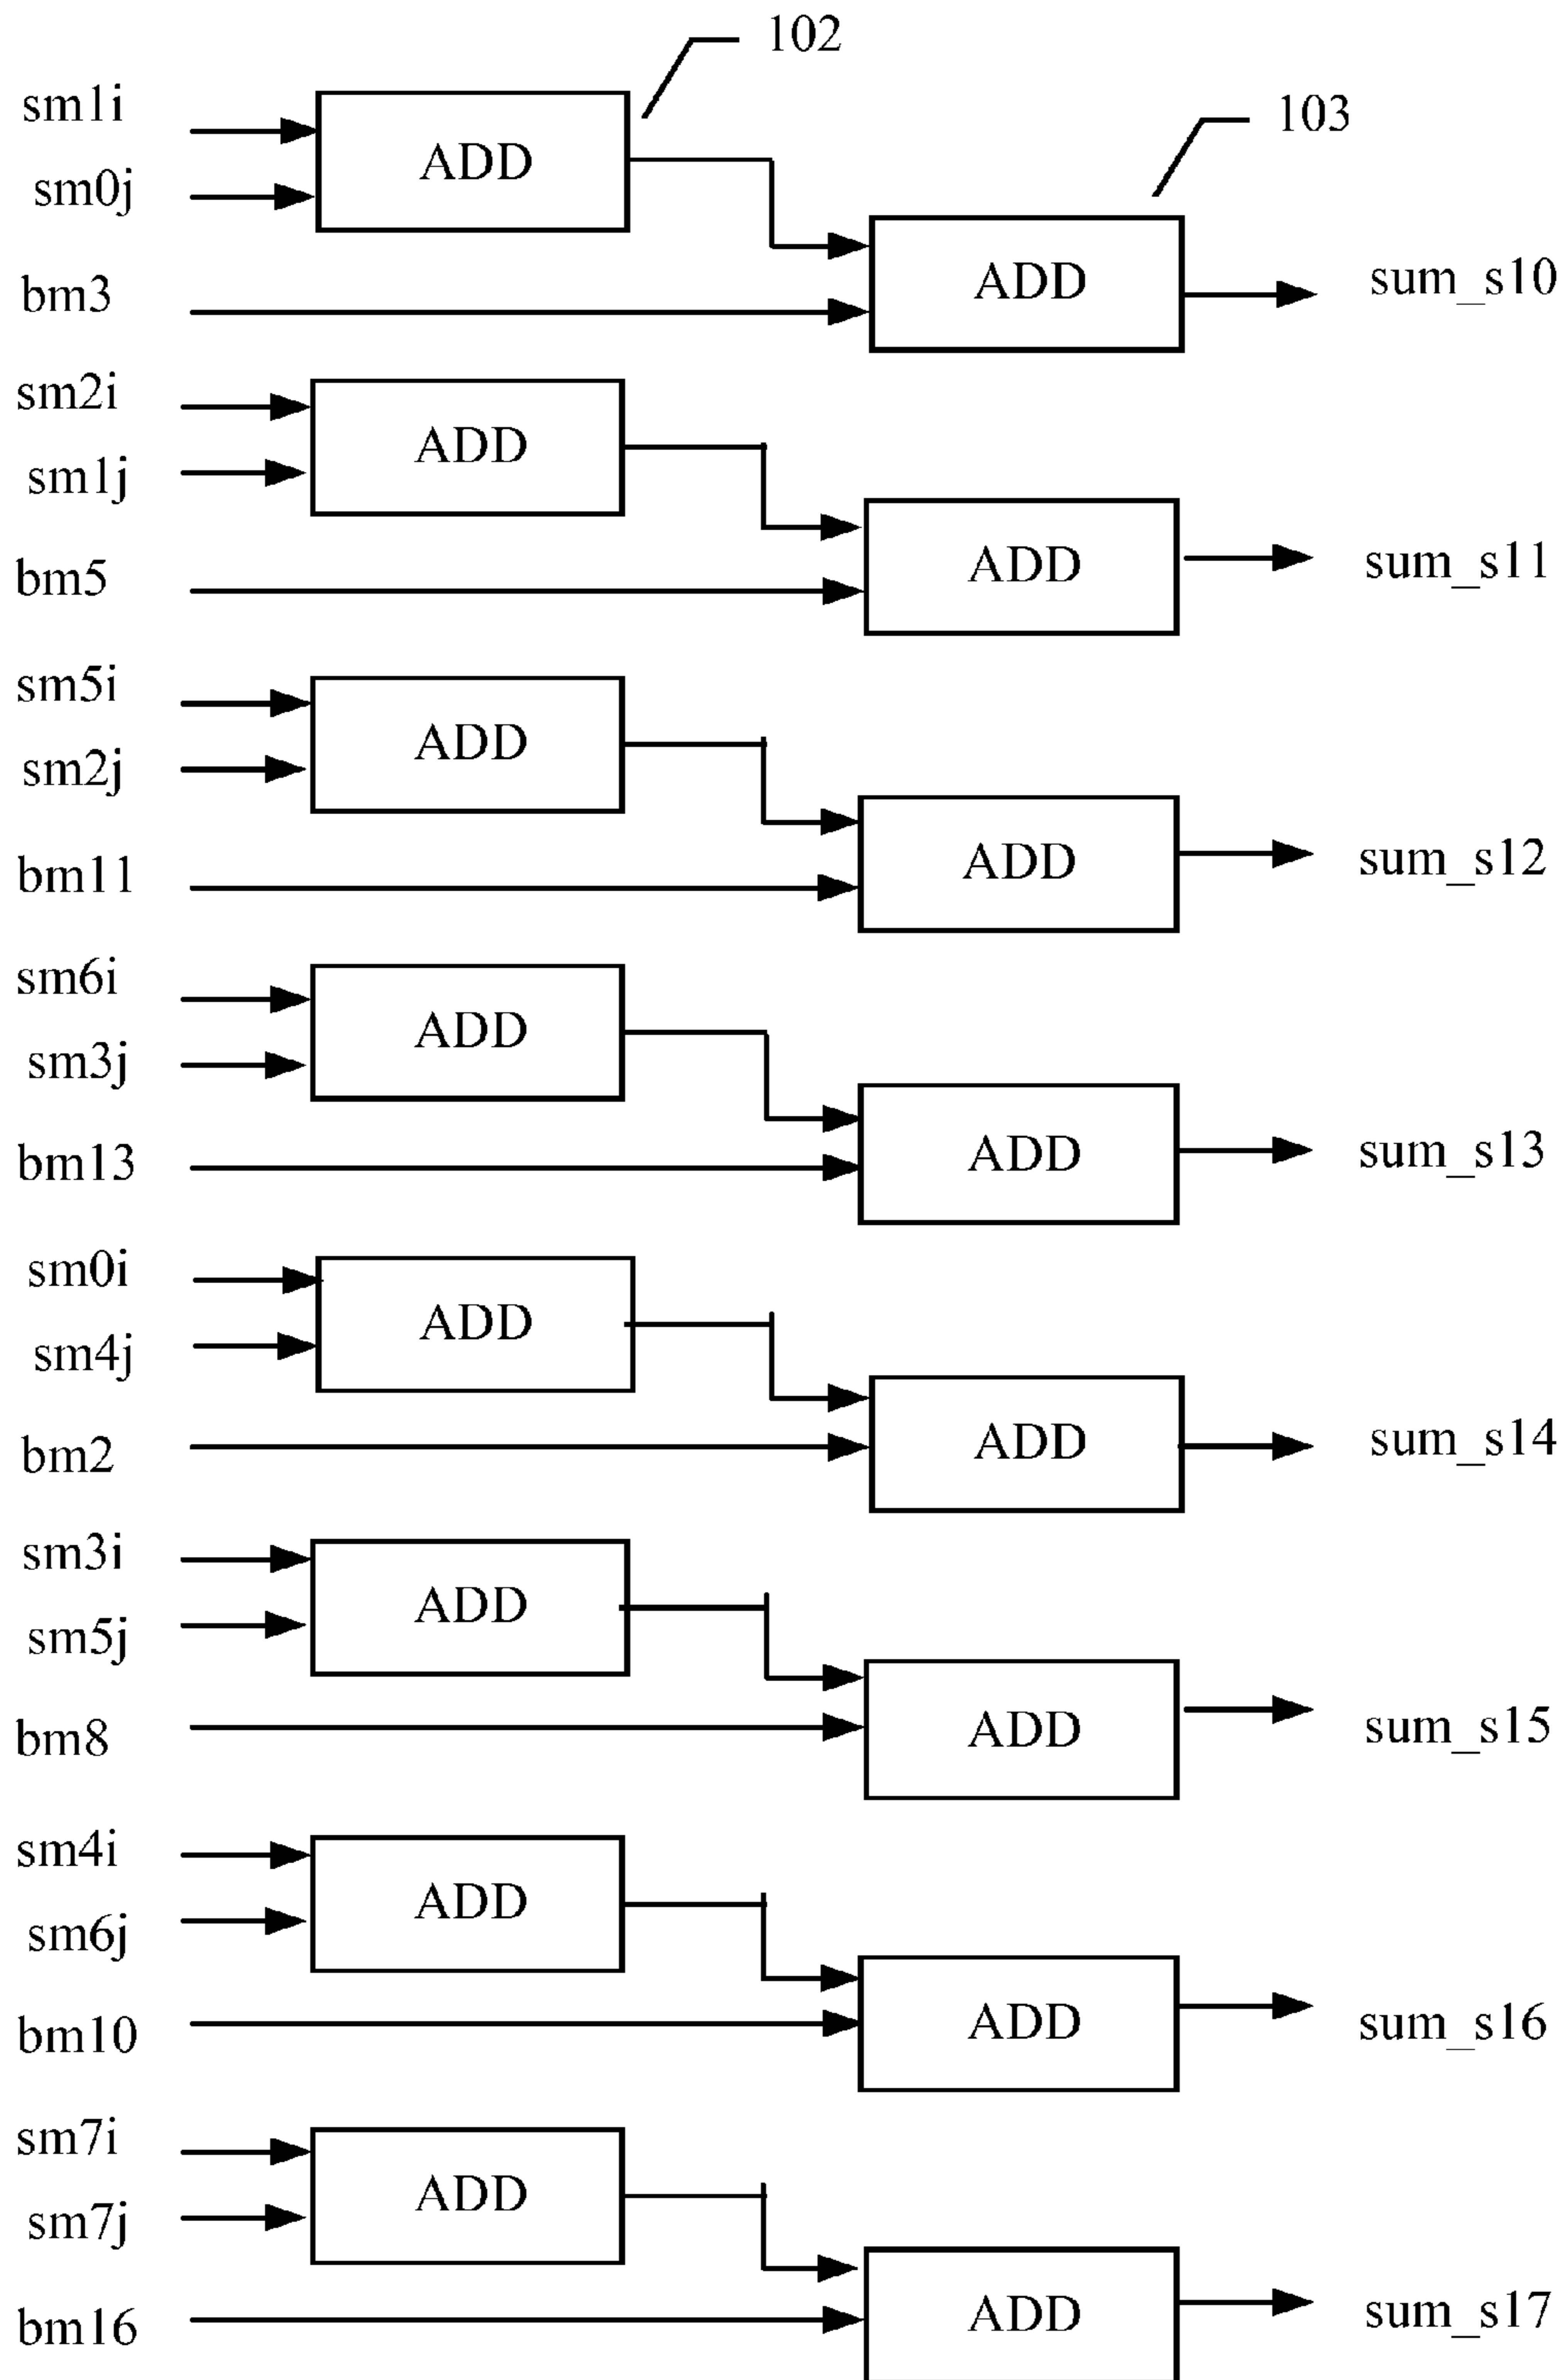 102
sm1i
ADD
103
sm0j
ADD
sum_s10
bm3
sm2i
ADD
sm1j
ADD
sum_s11
bm5
sm5i
ADD
sm2j
ADD
sum_s12
bm11
sm6i
ADD
sm3j
ADD
sum_s13
bm13
sm0i
ADD
sm4j
ADD
sum_s14
bm2
sm3i
ADD
sm5j
ADD
sum_s15
bm8
sm4i
ADD
sm6j
ADD
sum_s16
bm10
sm7i
ADD
sm7j
ADD
sum_s17
bm16